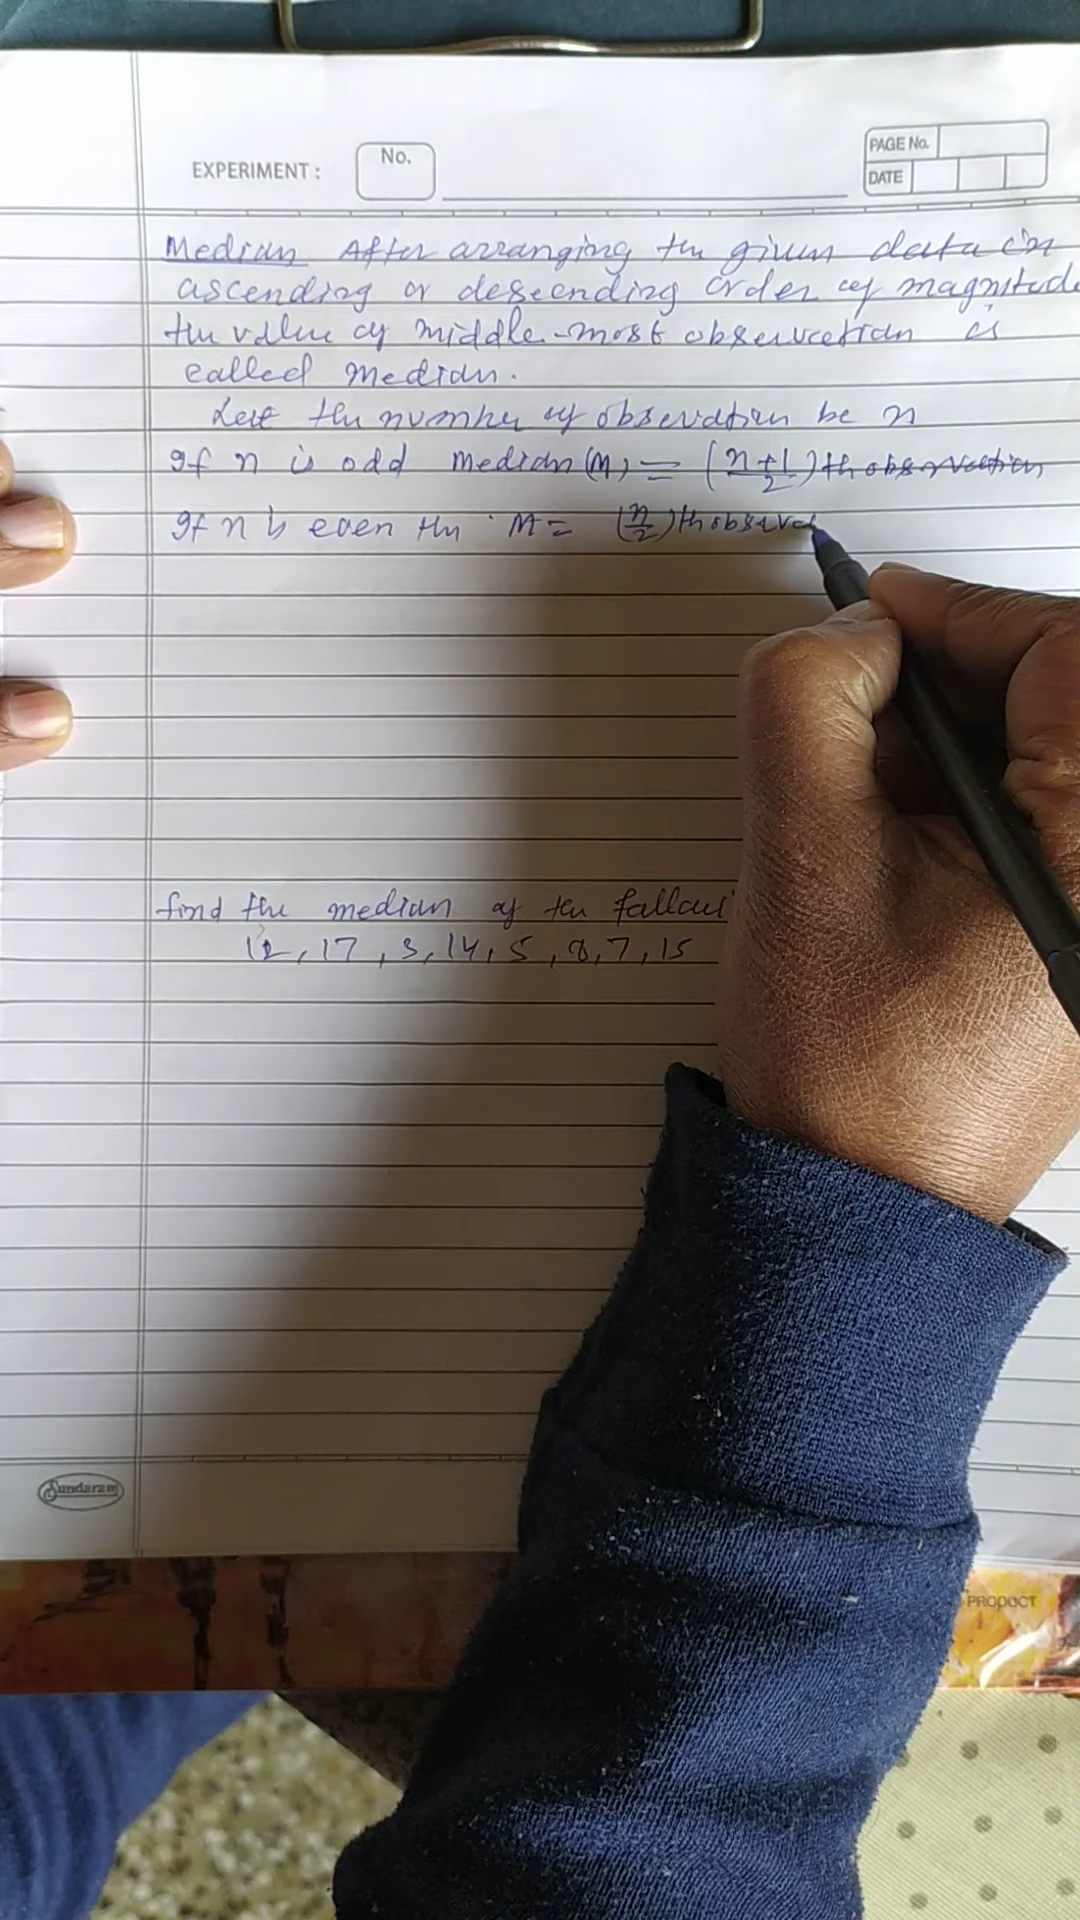 EXPERIMENT :
No.
PAGE No.
DATE
Median After arranging the given data in
ascending or descending order of magnitude
the value of middle-most observation is
called median.
Let the number of observation be n
If n is odd median (M) = (n+1/2)th observation
If n is even the M = (n/2)th observa
find the median of the follow
12, 17, 3, 14, 5, 8, 7, 15
Sundaram
PRODUCT